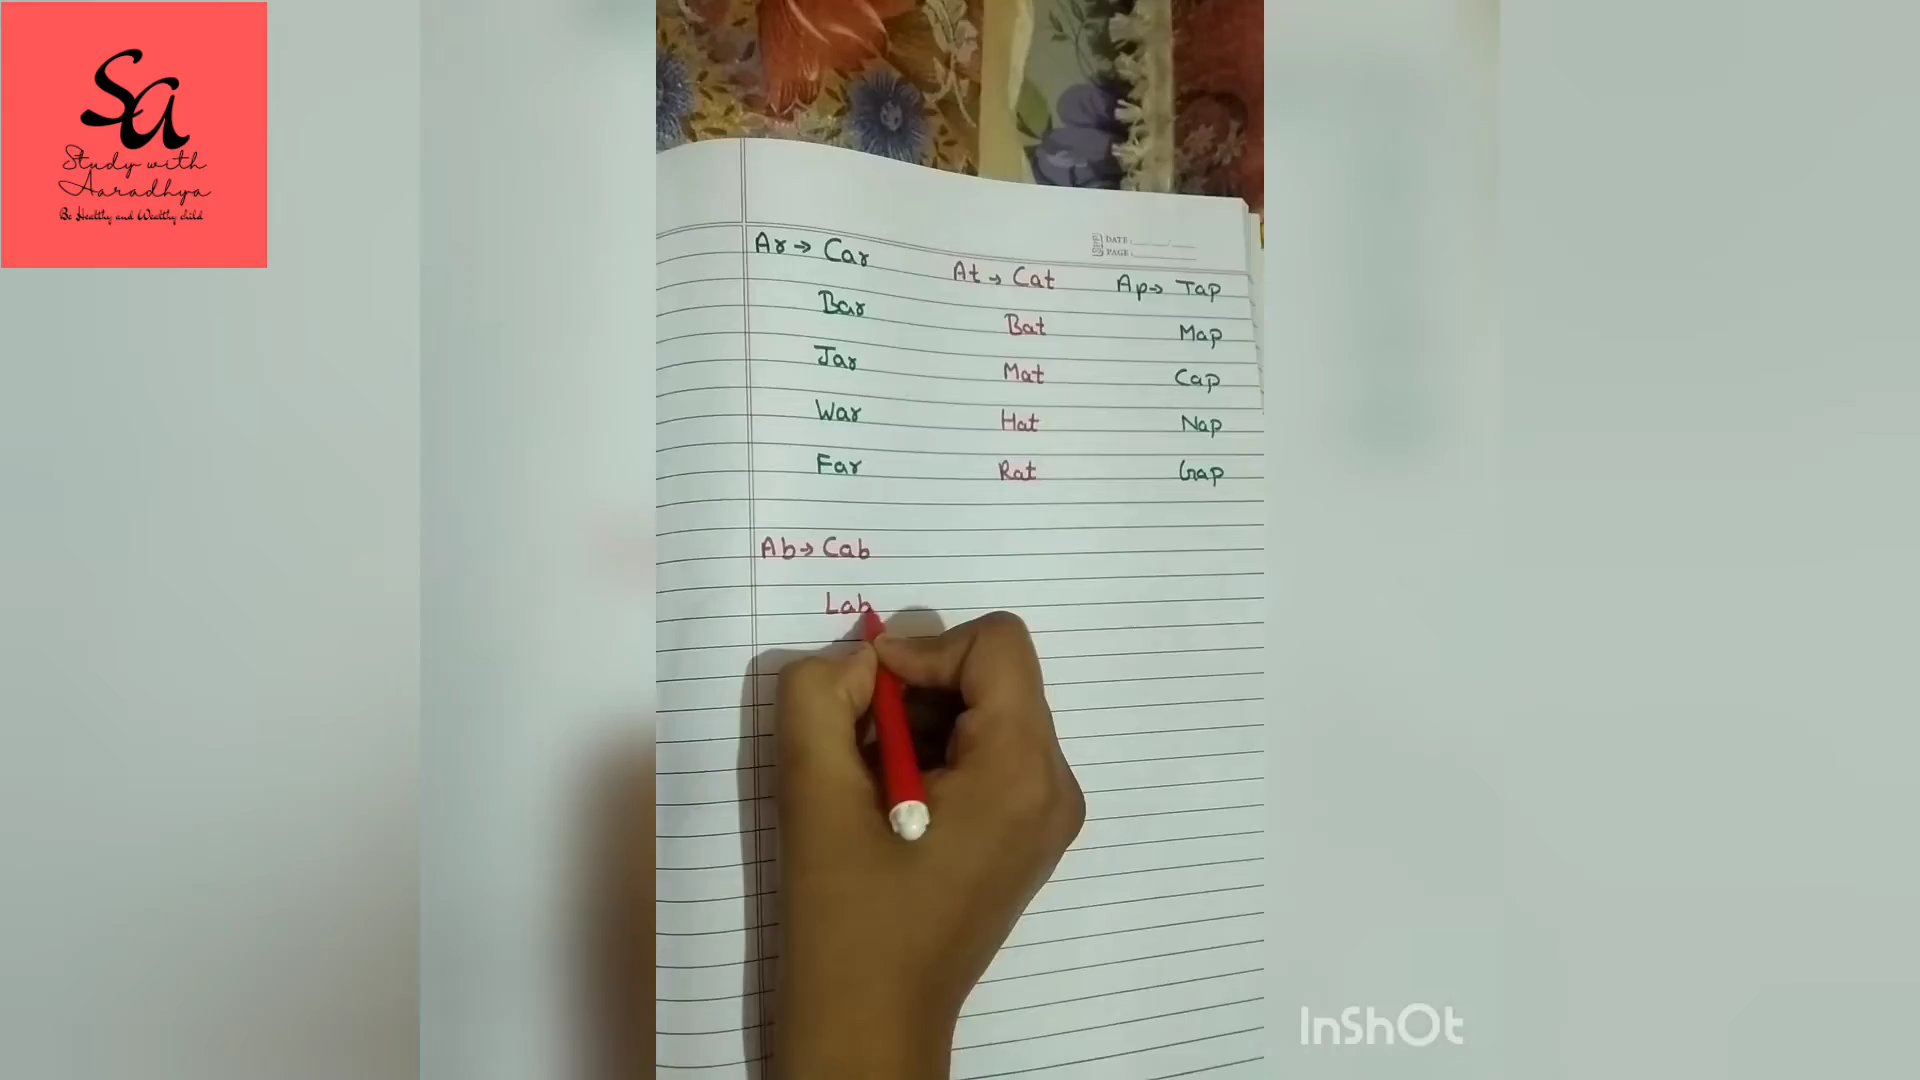 SA
Study with
Aaradhya
Be Healthy and Wealthy child
DATE :
PAGE :
Ar → Car
At → Cat
Ap → Tap
Bar
Bat
Map
Jar
Mat
Cap
War
Hat
Nap
Far
Rat
Gap
Ab → Cab
Lab
InShOt